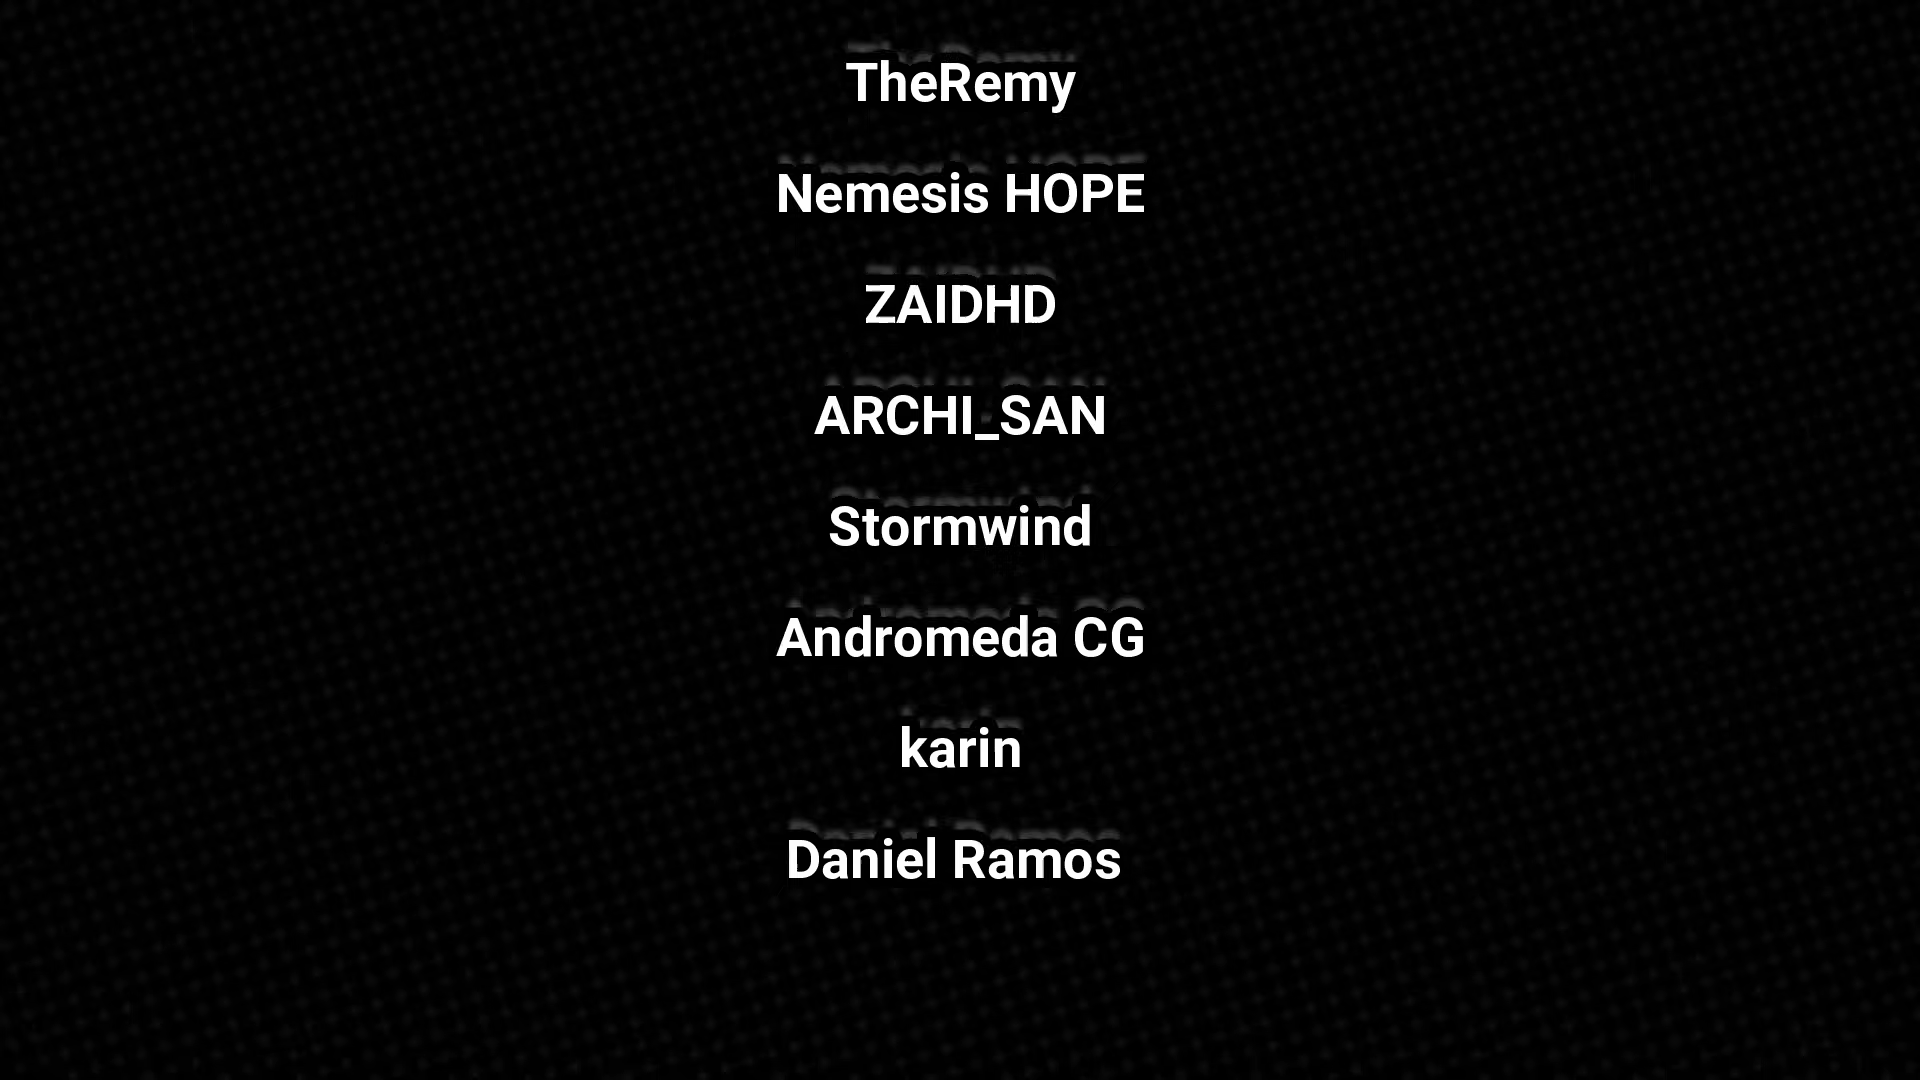 TheRemy
Nemesis HOPE
ZAIDHD
ARCHI_SAN
Stormwind
Andromeda CG
karin
Daniel Ramos